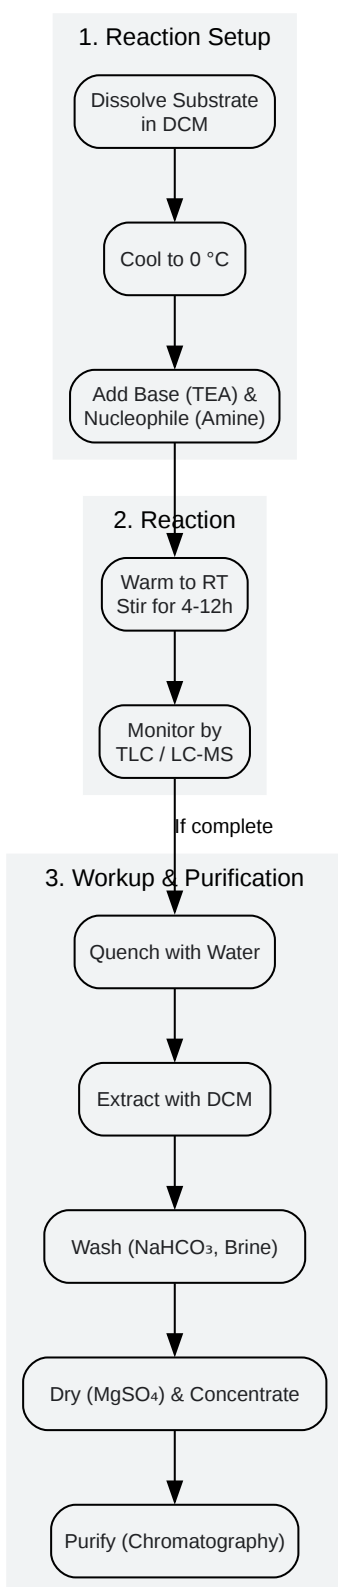 1. Reaction Setup
Dissolve Substrate
in DCM
Cool to 0 °C
Add Base (TEA) &
Nucleophile (Amine)
2. Reaction
Warm to RT
Stir for 4-12h
Monitor by
TLC / LC-MS
If complete
3. Workup & Purification
Quench with Water
Extract with DCM
Wash (NaHCO₃, Brine)
Dry (MgSO₄) & Concentrate
Purify (Chromatography)